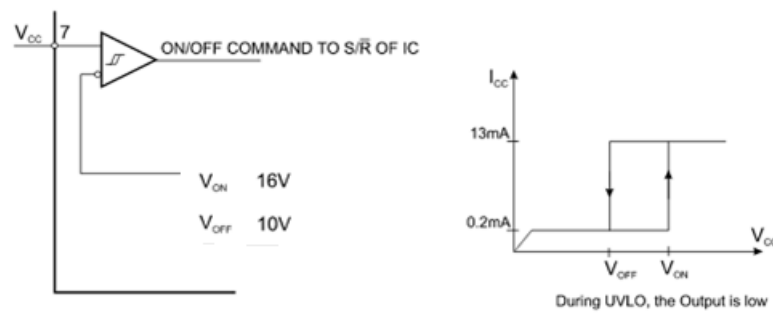 Vcc 7
ON/OFF COMMAND TO S/R̅ OF IC
VON 16V
VOFF 10V
Icc
13mA
0.2mA
VOFF VON
Vcc
During UVLO, the Output is low